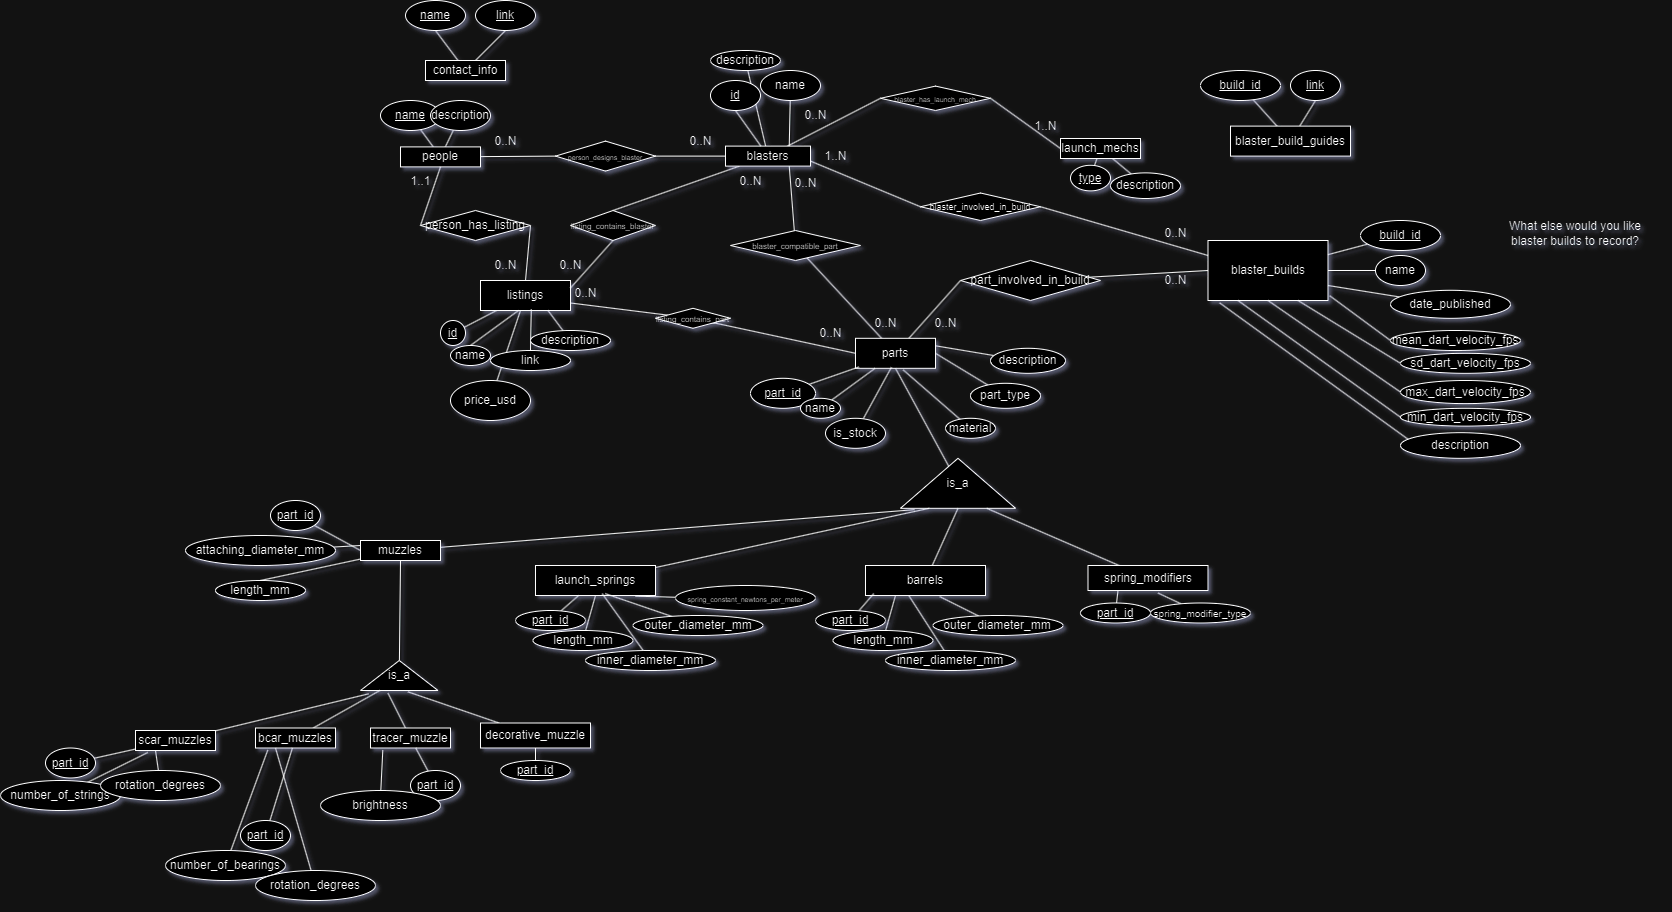 name
link
contact_info
description
name
id
blaster_has_launch_mech
build_id
link
name
description
0..N
1..N
0..N
0..N
blaster_build_guides
people
person_designs_blaster
blasters
1..N
launch_mechs
1..1
0..N
0..N
type
description
person_has_listing
listing_contains_blaster
blaster_involved_in_build
0..N
What else would you like
blaster builds to record?
build_id
blaster_compatible_part
0..N
0..N
blaster_builds
name
part_involved_in_build
0..N
listings
0..N
date_published
id
name
link
description
price_usd
listing_contains_part
0..N
0..N
0..N
parts
description
part_id
name
is_stock
material
part_type
mean_dart_velocity_fps
sd_dart_velocity_fps
max_dart_velocity_fps
min_dart_velocity_fps
description
is_a
part_id
attaching_diameter_mm
muzzles
length_mm
launch_springs
barrels
spring_modifiers
spring_constant_newtons_per_meter
part_id
length_mm
outer_diameter_mm
inner_diameter_mm
part_id
length_mm
outer_diameter_mm
inner_diameter_mm
part_id
spring_modifier_type
is_a
scar_muzzles
bcar_muzzles
tracer_muzzle
decorative_muzzle
part_id
number_of_strings
rotation_degrees
part_id
brightness
part_id
part_id
number_of_bearings
rotation_degrees